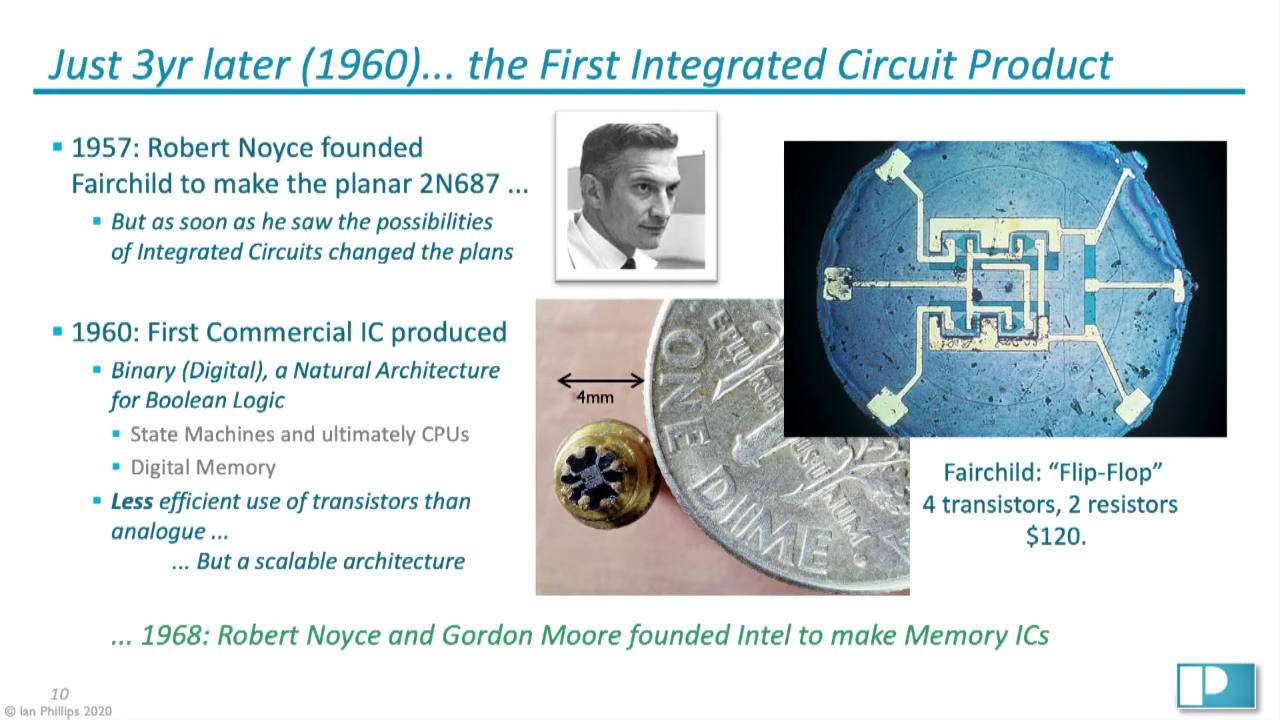 Just 3yr later (1960)... the First Integrated Circuit Product
▪ 1957: Robert Noyce founded
Fairchild to make the planar 2N687 ...
▪ But as soon as he saw the possibilities
of Integrated Circuits changed the plans
▪ 1960: First Commercial IC produced
▪ Binary (Digital), a Natural Architecture
for Boolean Logic
▪ State Machines and ultimately CPUs
▪ Digital Memory
▪ Less efficient use of transistors than
analogue ...
... But a scalable architecture
4mm
ONE DIME
Fairchild: “Flip-Flop”
4 transistors, 2 resistors
$120.
... 1968: Robert Noyce and Gordon Moore founded Intel to make Memory ICs
10
© Ian Phillips 2020
P